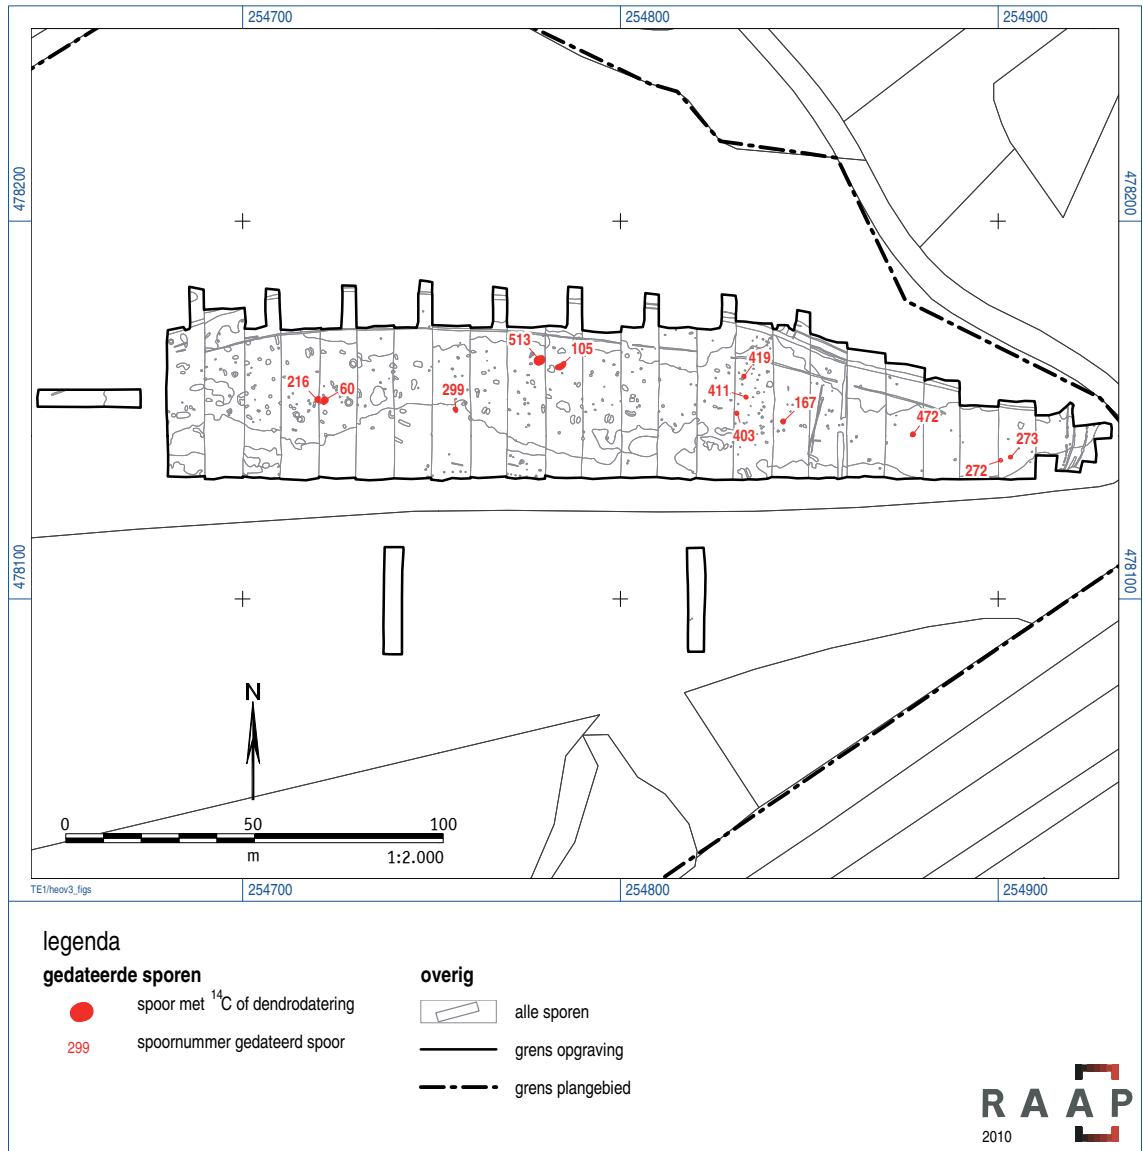 254700 254800 254900
478200 478200
513 105 419
216 60 299 411 167
403 472 273
272
478100 478100
N
0 50 100
m 1:2.000
TE1/heov3_figs
254700 254800 254900
legenda
gedateerde sporen overig
spoor met 14C of dendrodatering alle sporen
299 spoornummer gedateerd spoor grens opgraving
grens plangebied
RAAP
2010